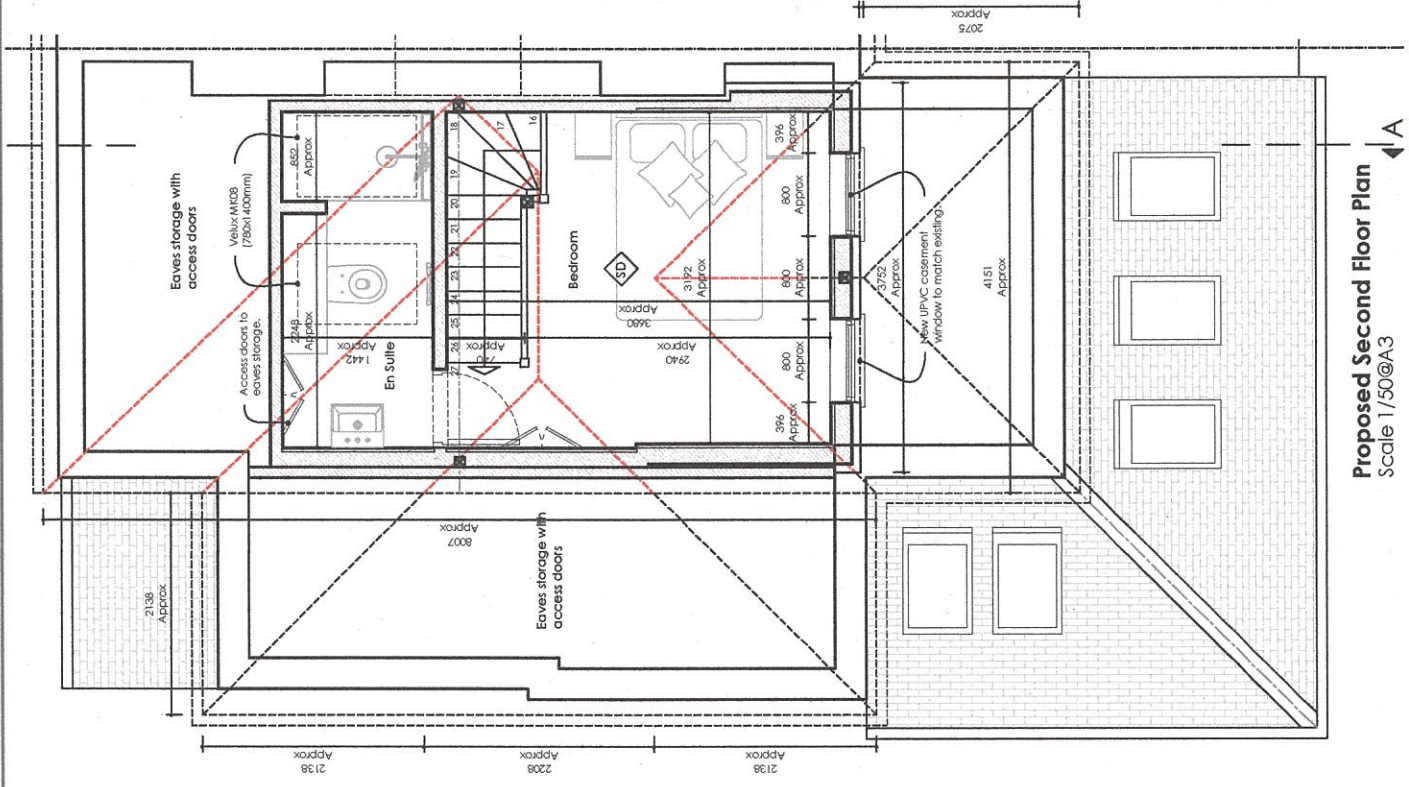 2075
Approx
Eaves storage with
access doors
Velux MK08
(780x1400mm)
Access doors to
eaves storage.
852
Approx
2248
Approx
1442
Approx
En Suite
Approx
16
17
18
19
20
21
22
23
24
25
26
27
Bedroom
SD
3192
Approx
3680
Approx
2940
Approx
396
Approx
800
Approx
800
Approx
800
Approx
396
Approx
3752
Approx
4151
Approx
New UPVC casement
window to match existing.
8007
Approx
Eaves storage with
access doors
2138
Approx
2138
Approx
2208
Approx
2138
Approx
A
Proposed Second Floor Plan
Scale 1/50@A3